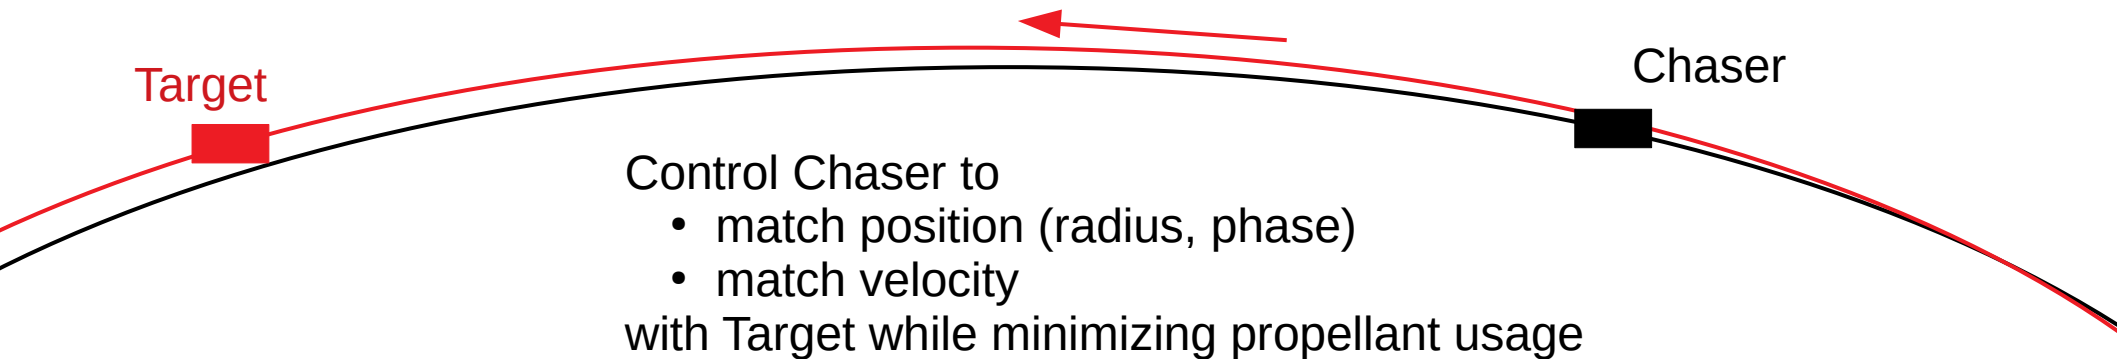 Target
Chaser
Control Chaser to
• match position (radius, phase)
• match velocity
with Target while minimizing propellant usage